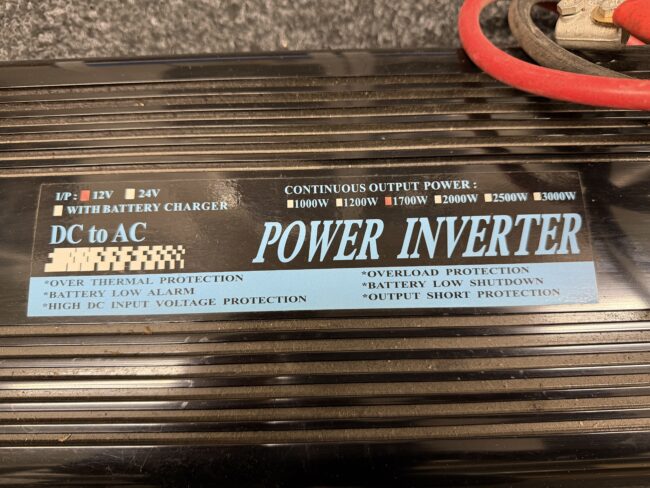 I/P: 12V 24V
WITH BATTERY CHARGER
CONTINUOUS OUTPUT POWER :
1000W 1200W 1700W 2000W 2500W 3000W
DC to AC
POWER INVERTER
*OVER THERMAL PROTECTION
*BATTERY LOW ALARM
*HIGH DC INPUT VOLTAGE PROTECTION
*OVERLOAD PROTECTION
*BATTERY LOW SHUTDOWN
*OUTPUT SHORT PROTECTION